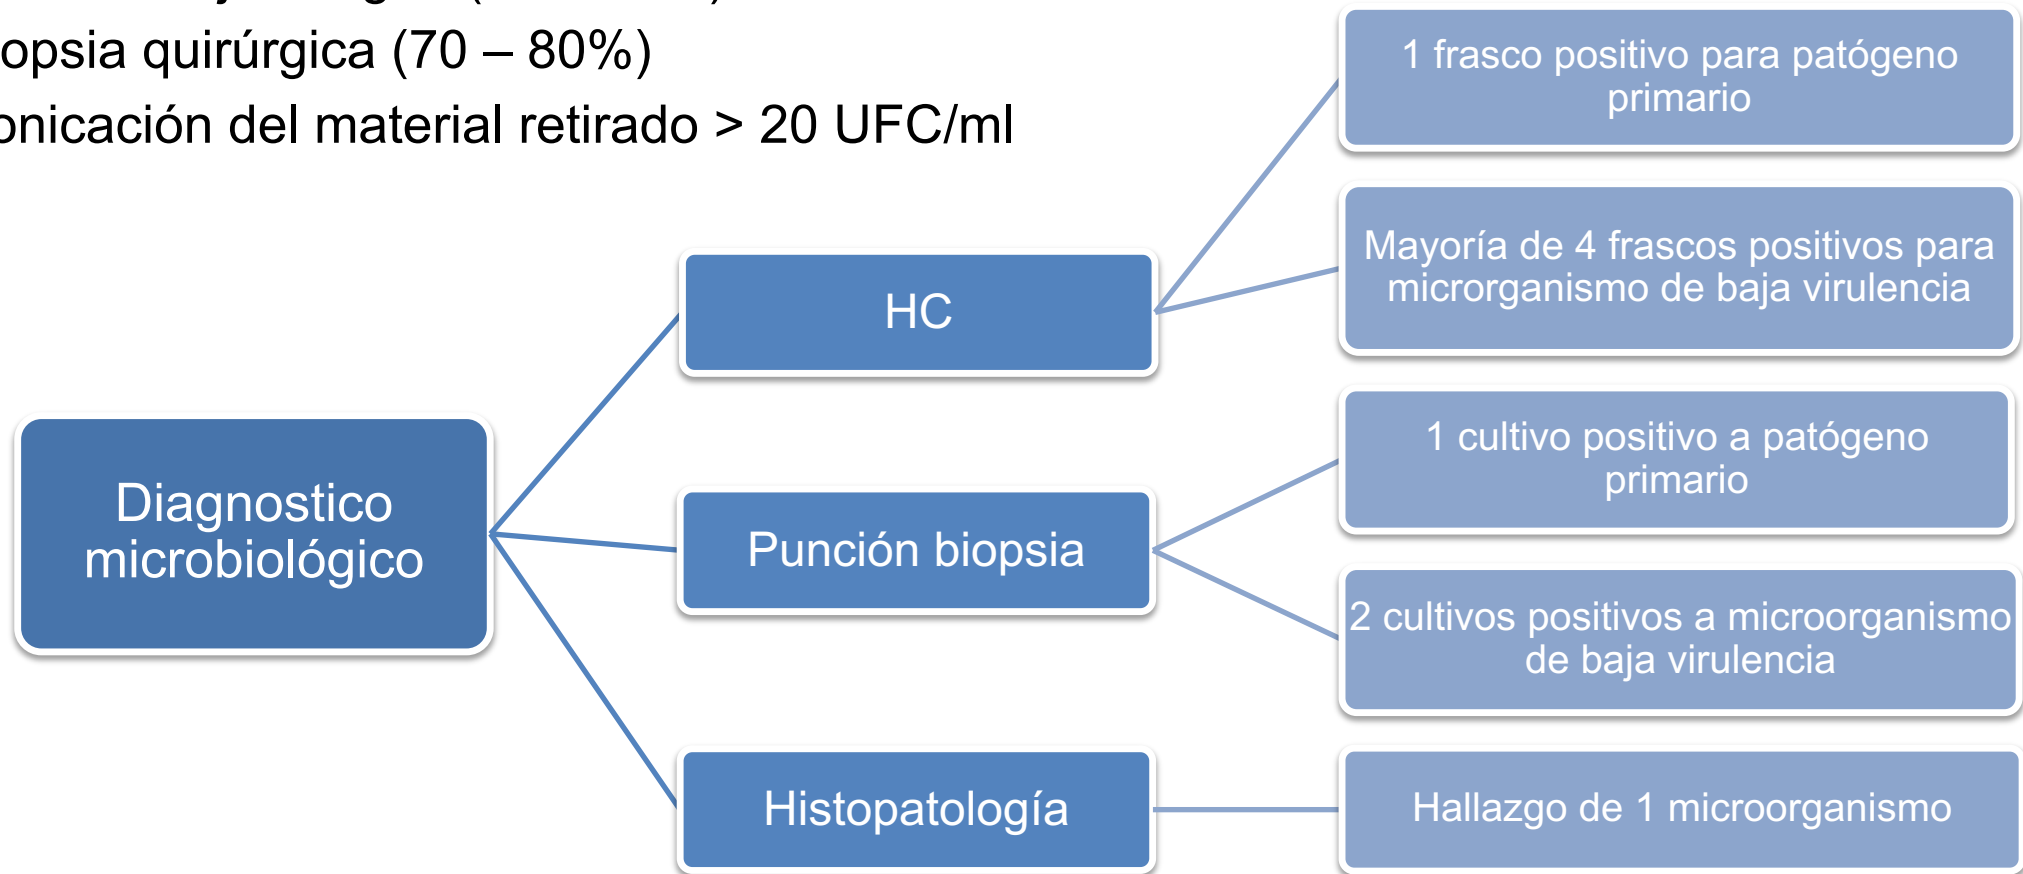 opsia quirúrgica (70 – 80%)
onicación del material retirado > 20 UFC/ml
Diagnostico
microbiológico
HC
1 frasco positivo para patógeno
primario
Mayoría de 4 frascos positivos para
microrganismo de baja virulencia
Punción biopsia
1 cultivo positivo a patógeno
primario
2 cultivos positivos a microorganismo
de baja virulencia
Histopatología
Hallazgo de 1 microorganismo